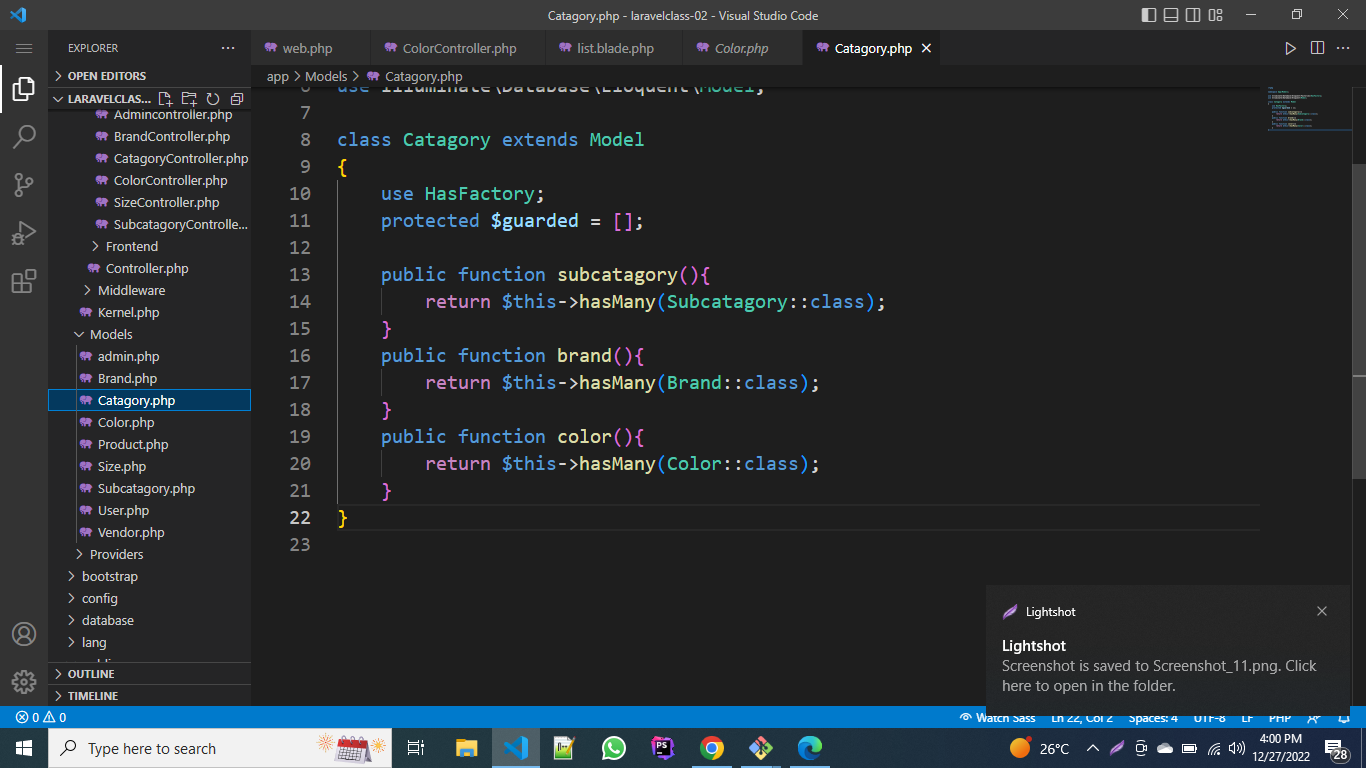 Catagory.php - laravelclass-02 - Visual Studio Code
EXPLORER
web.php
ColorController.php
list.blade.php
Color.php
Catagory.php
OPEN EDITORS
app > Models > Catagory.php
LARAVELCLAS...
Admincontroller.php
BrandController.php
CatagoryController.php
ColorController.php
SizeController.php
SubcatagoryControlle...
Frontend
Controller.php
Middleware
Kernel.php
Models
admin.php
Brand.php
Catagory.php
Color.php
Product.php
Size.php
Subcatagory.php
User.php
Vendor.php
Providers
bootstrap
config
database
lang
OUTLINE
TIMELINE
6 use Illuminate\Database\Eloquent\Model;
7
8 class Catagory extends Model
9 {
10 use HasFactory;
11 protected $guarded = [];
12
13 public function subcatagory(){
14 return $this->hasMany(Subcatagory::class);
15 }
16 public function brand(){
17 return $this->hasMany(Brand::class);
18 }
19 public function color(){
20 return $this->hasMany(Color::class);
21 }
22 }
23
Lightshot
Lightshot
Screenshot is saved to Screenshot_11.png. Click
here to open in the folder.
0 0
Watch Sass Ln 22, Col 2 Spaces: 4 UTF-8 LF PHP
Type here to search
PS
26°C
4:00 PM
12/27/2022
28